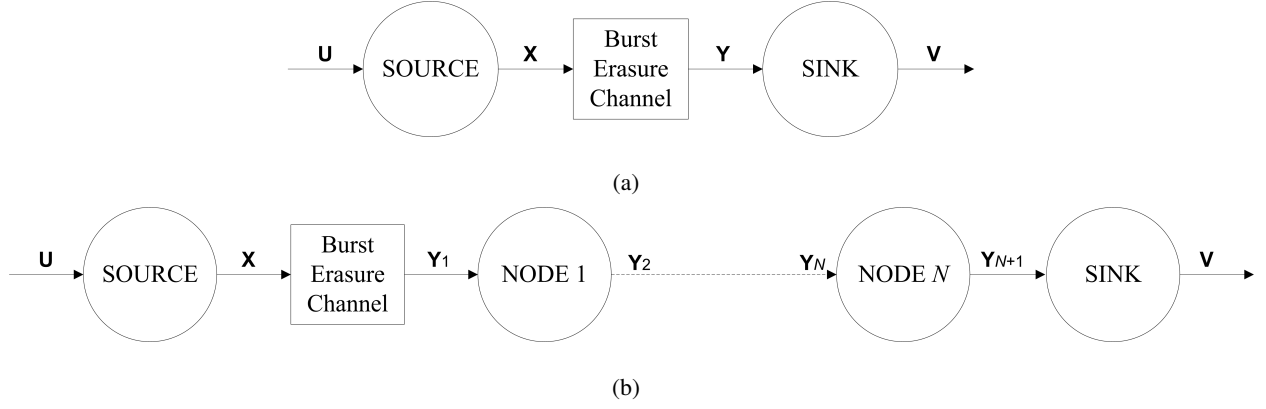 U SOURCE X Burst Erasure Channel Y SINK V
(a)
U SOURCE X Burst Erasure Channel Y1 NODE 1 Y2 YN NODE N YN+1 SINK V
(b)